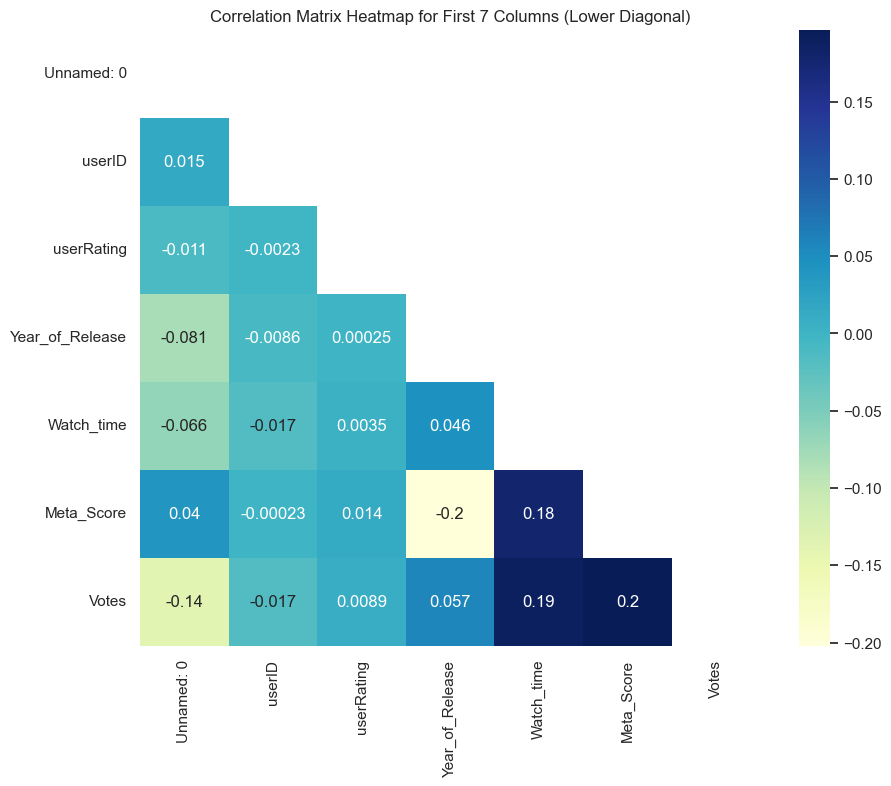 Correlation Matrix Heatmap for First 7 Columns (Lower Diagonal)
Unnamed: 0
userID
0.015
userRating
-0.011 -0.0023
Year_of_Release
-0.081 -0.0086 0.00025
Watch_time
-0.066 -0.017 0.0035 0.046
Meta_Score
0.04 -0.00023 0.014 -0.2 0.18
Votes
-0.14 -0.017 0.0089 0.057 0.19 0.2
Unnamed: 0
userID
userRating
Year_of_Release
Watch_time
Meta_Score
Votes
0.15
0.10
0.05
0.00
−0.05
−0.10
−0.15
−0.20